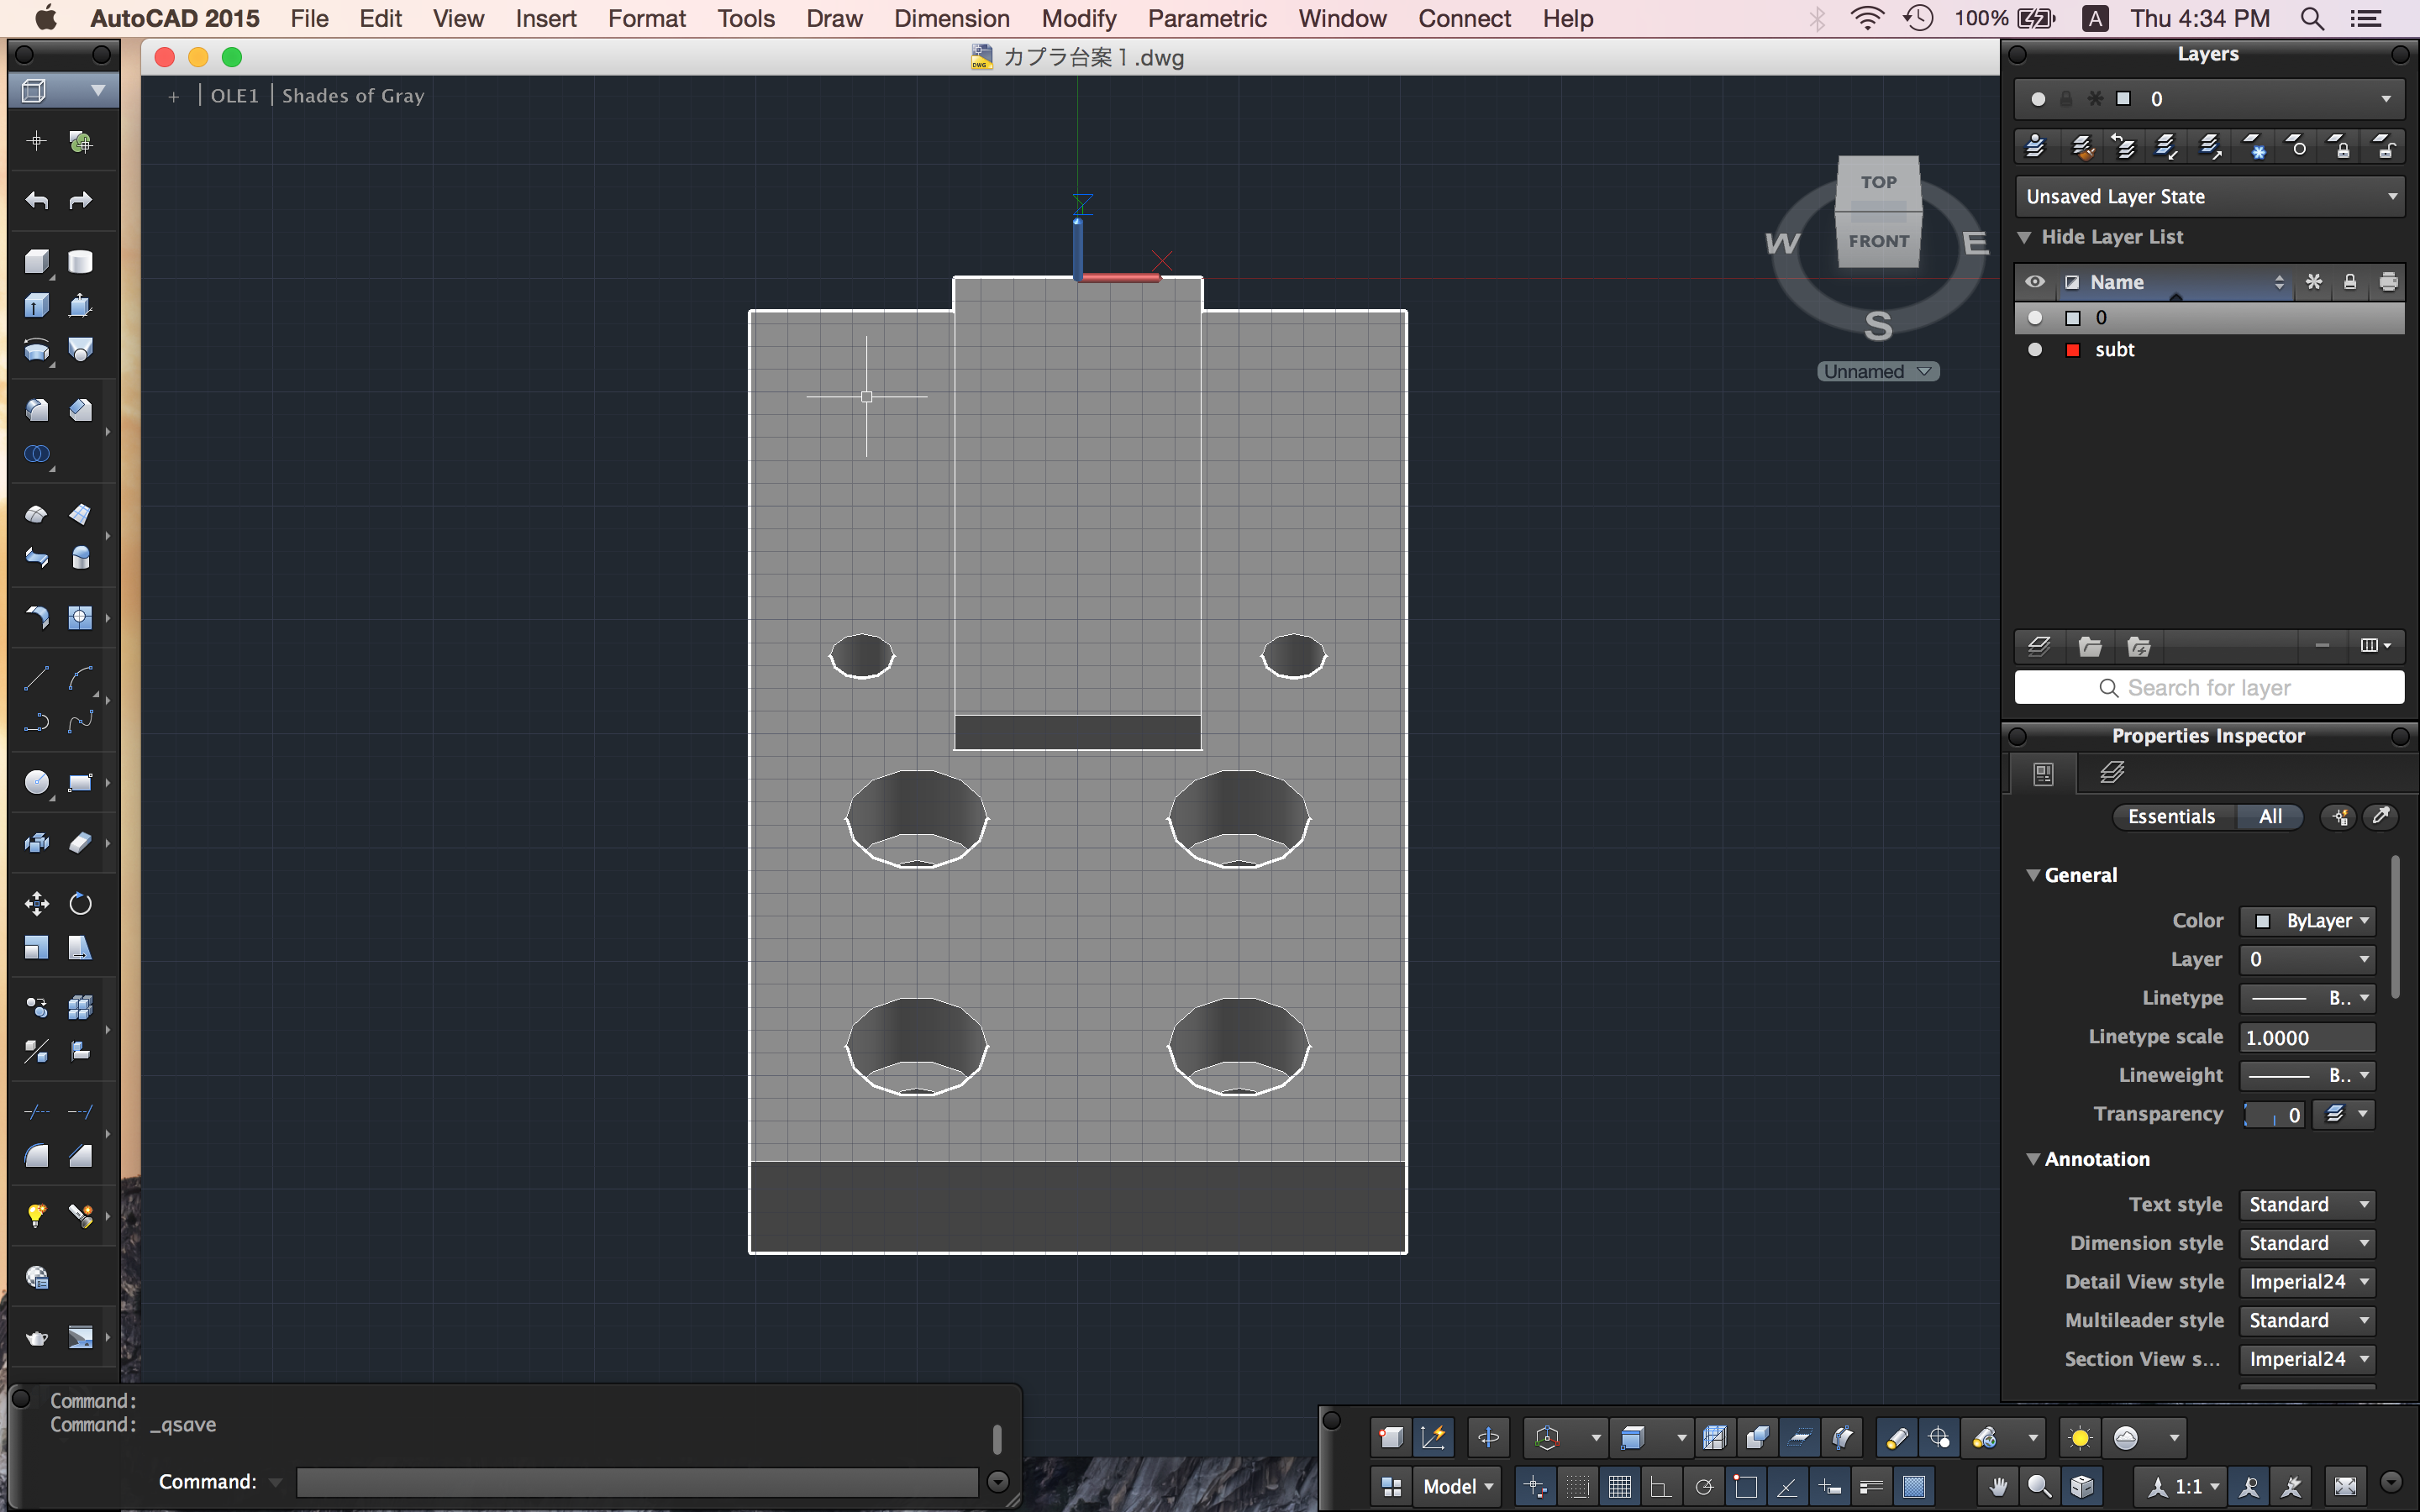 AutoCAD 2015 File Edit View Insert Format Tools Draw Dimension Modify Parametric Window Connect Help 100% A Thu 4:34 PM
カプラ台案1.dwg
+ OLE1 Shades of Gray
TOP
FRONT
W
E
S
Unnamed
X
Layers
0
Unsaved Layer State
Hide Layer List
Name
0
subt
Search for layer
Properties Inspector
Essentials All
General
Color ByLayer
Layer 0
Linetype B..
Linetype scale 1.0000
Lineweight B..
Transparency 0
Annotation
Text style Standard
Dimension style Standard
Detail View style Imperial24
Multileader style Standard
Section View s... Imperial24
Command:
Command: _qsave
Command:
Model 1:1